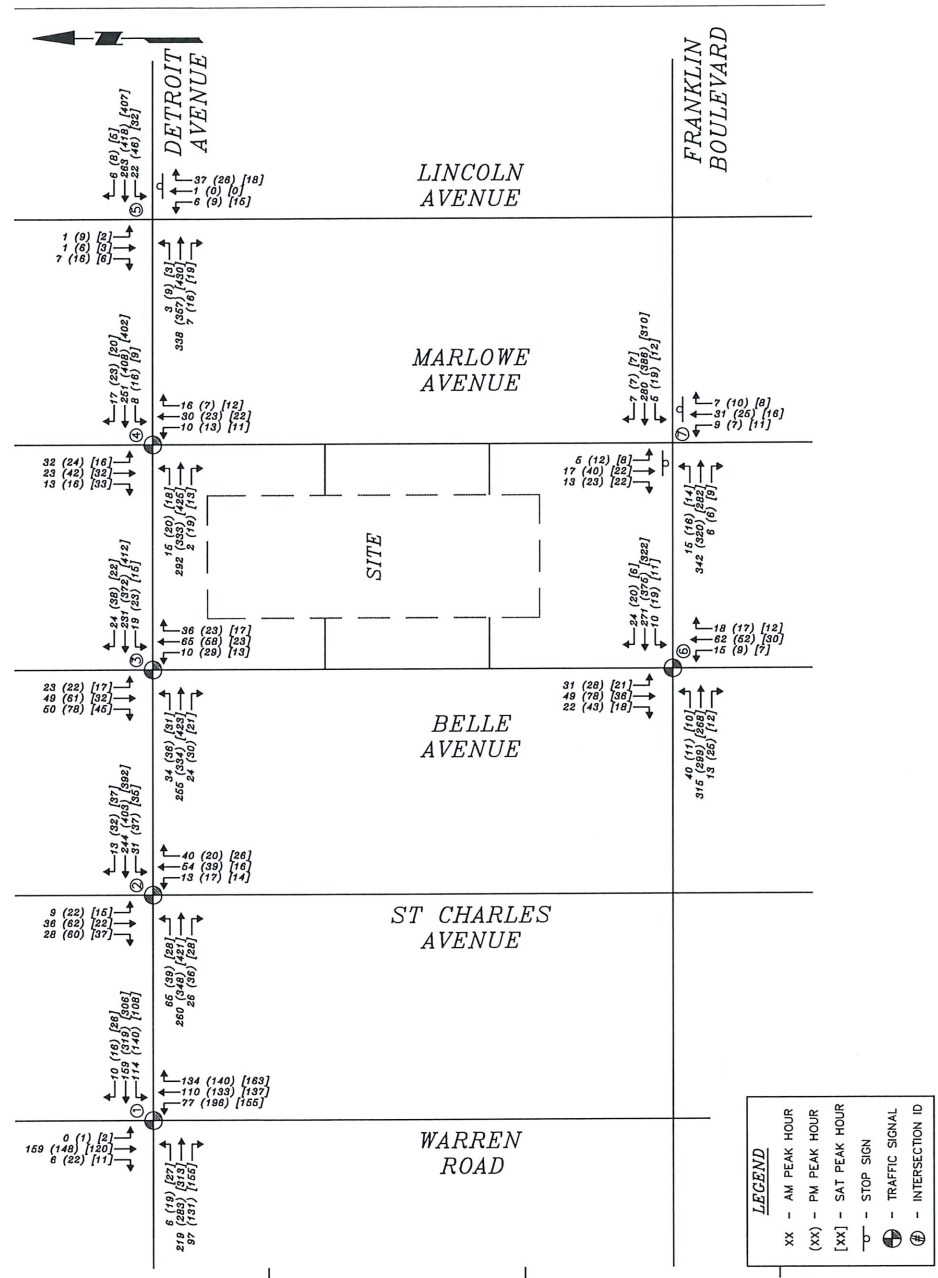 N
DETROIT
AVENUE
FRANKLIN
BOULEVARD
6 (8) [5]
263 (418) [407]
22 (46) [32]
5
37 (26) [18]
1 (0) [0]
6 (9) [15]
LINCOLN
AVENUE
1 (9) [2]
1 (6) [3]
7 (16) [6]
3 (9) [3]
338 (357) [430]
7 (16) [19]
17 (23) [20]
251 (408) [402]
8 (16) [9]
4
16 (7) [12]
30 (23) [22]
10 (13) [11]
MARLOWE
AVENUE
7 (7) [7]
280 (386) [310]
5 (19) [12]
7
7 (10) [8]
31 (25) [16]
9 (7) [11]
32 (24) [16]
23 (42) [32]
13 (16) [33]
15 (20) [18]
292 (333) [425]
2 (19) [13]
5 (12) [8]
17 (40) [22]
13 (23) [22]
15 (16) [14]
342 (320) [282]
6 (6) [9]
SITE
24 (38) [22]
231 (372) [412]
19 (23) [15]
3
36 (23) [17]
65 (58) [23]
10 (29) [13]
24 (20) [6]
271 (375) [322]
10 (19) [11]
6
18 (17) [12]
62 (52) [30]
15 (9) [7]
23 (22) [17]
49 (61) [32]
50 (78) [45]
34 (36) [31]
255 (334) [423]
24 (30) [21]
BELLE
AVENUE
31 (28) [21]
49 (78) [36]
22 (43) [18]
40 (11) [10]
315 (299) [268]
13 (25) [12]
13 (32) [37]
244 (403) [392]
31 (37) [35]
2
40 (20) [26]
54 (39) [16]
13 (17) [14]
9 (22) [15]
36 (62) [22]
28 (60) [37]
65 (39) [28]
260 (348) [421]
26 (36) [28]
ST CHARLES
AVENUE
10 (16) [26]
159 (319) [306]
114 (140) [108]
1
134 (140) [163]
110 (133) [137]
77 (196) [155]
0 (1) [2]
159 (148) [120]
6 (22) [11]
6 (19) [27]
219 (283) [313]
97 (131) [155]
WARREN
ROAD
LEGEND
XX - AM PEAK HOUR
(XX) - PM PEAK HOUR
[XX] - SAT PEAK HOUR
- STOP SIGN
- TRAFFIC SIGNAL
# - INTERSECTION ID